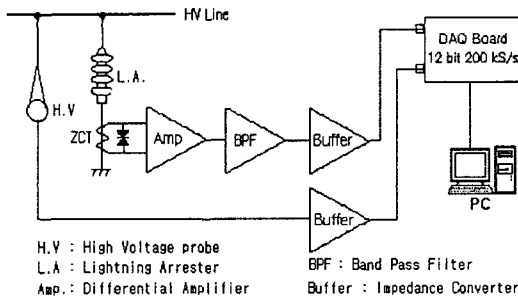 HV Line
DAQ Board
12 bit 200 kS/s
L.A.
H.V
ZCT
Amp
BPF
Buffer
Buffer
PC
H.V : High Voltage probe
L.A : Lightning Arrester
Amp.: Differential Amplifier
BPF : Band Pass Filter
Buffer : Impedance Converter